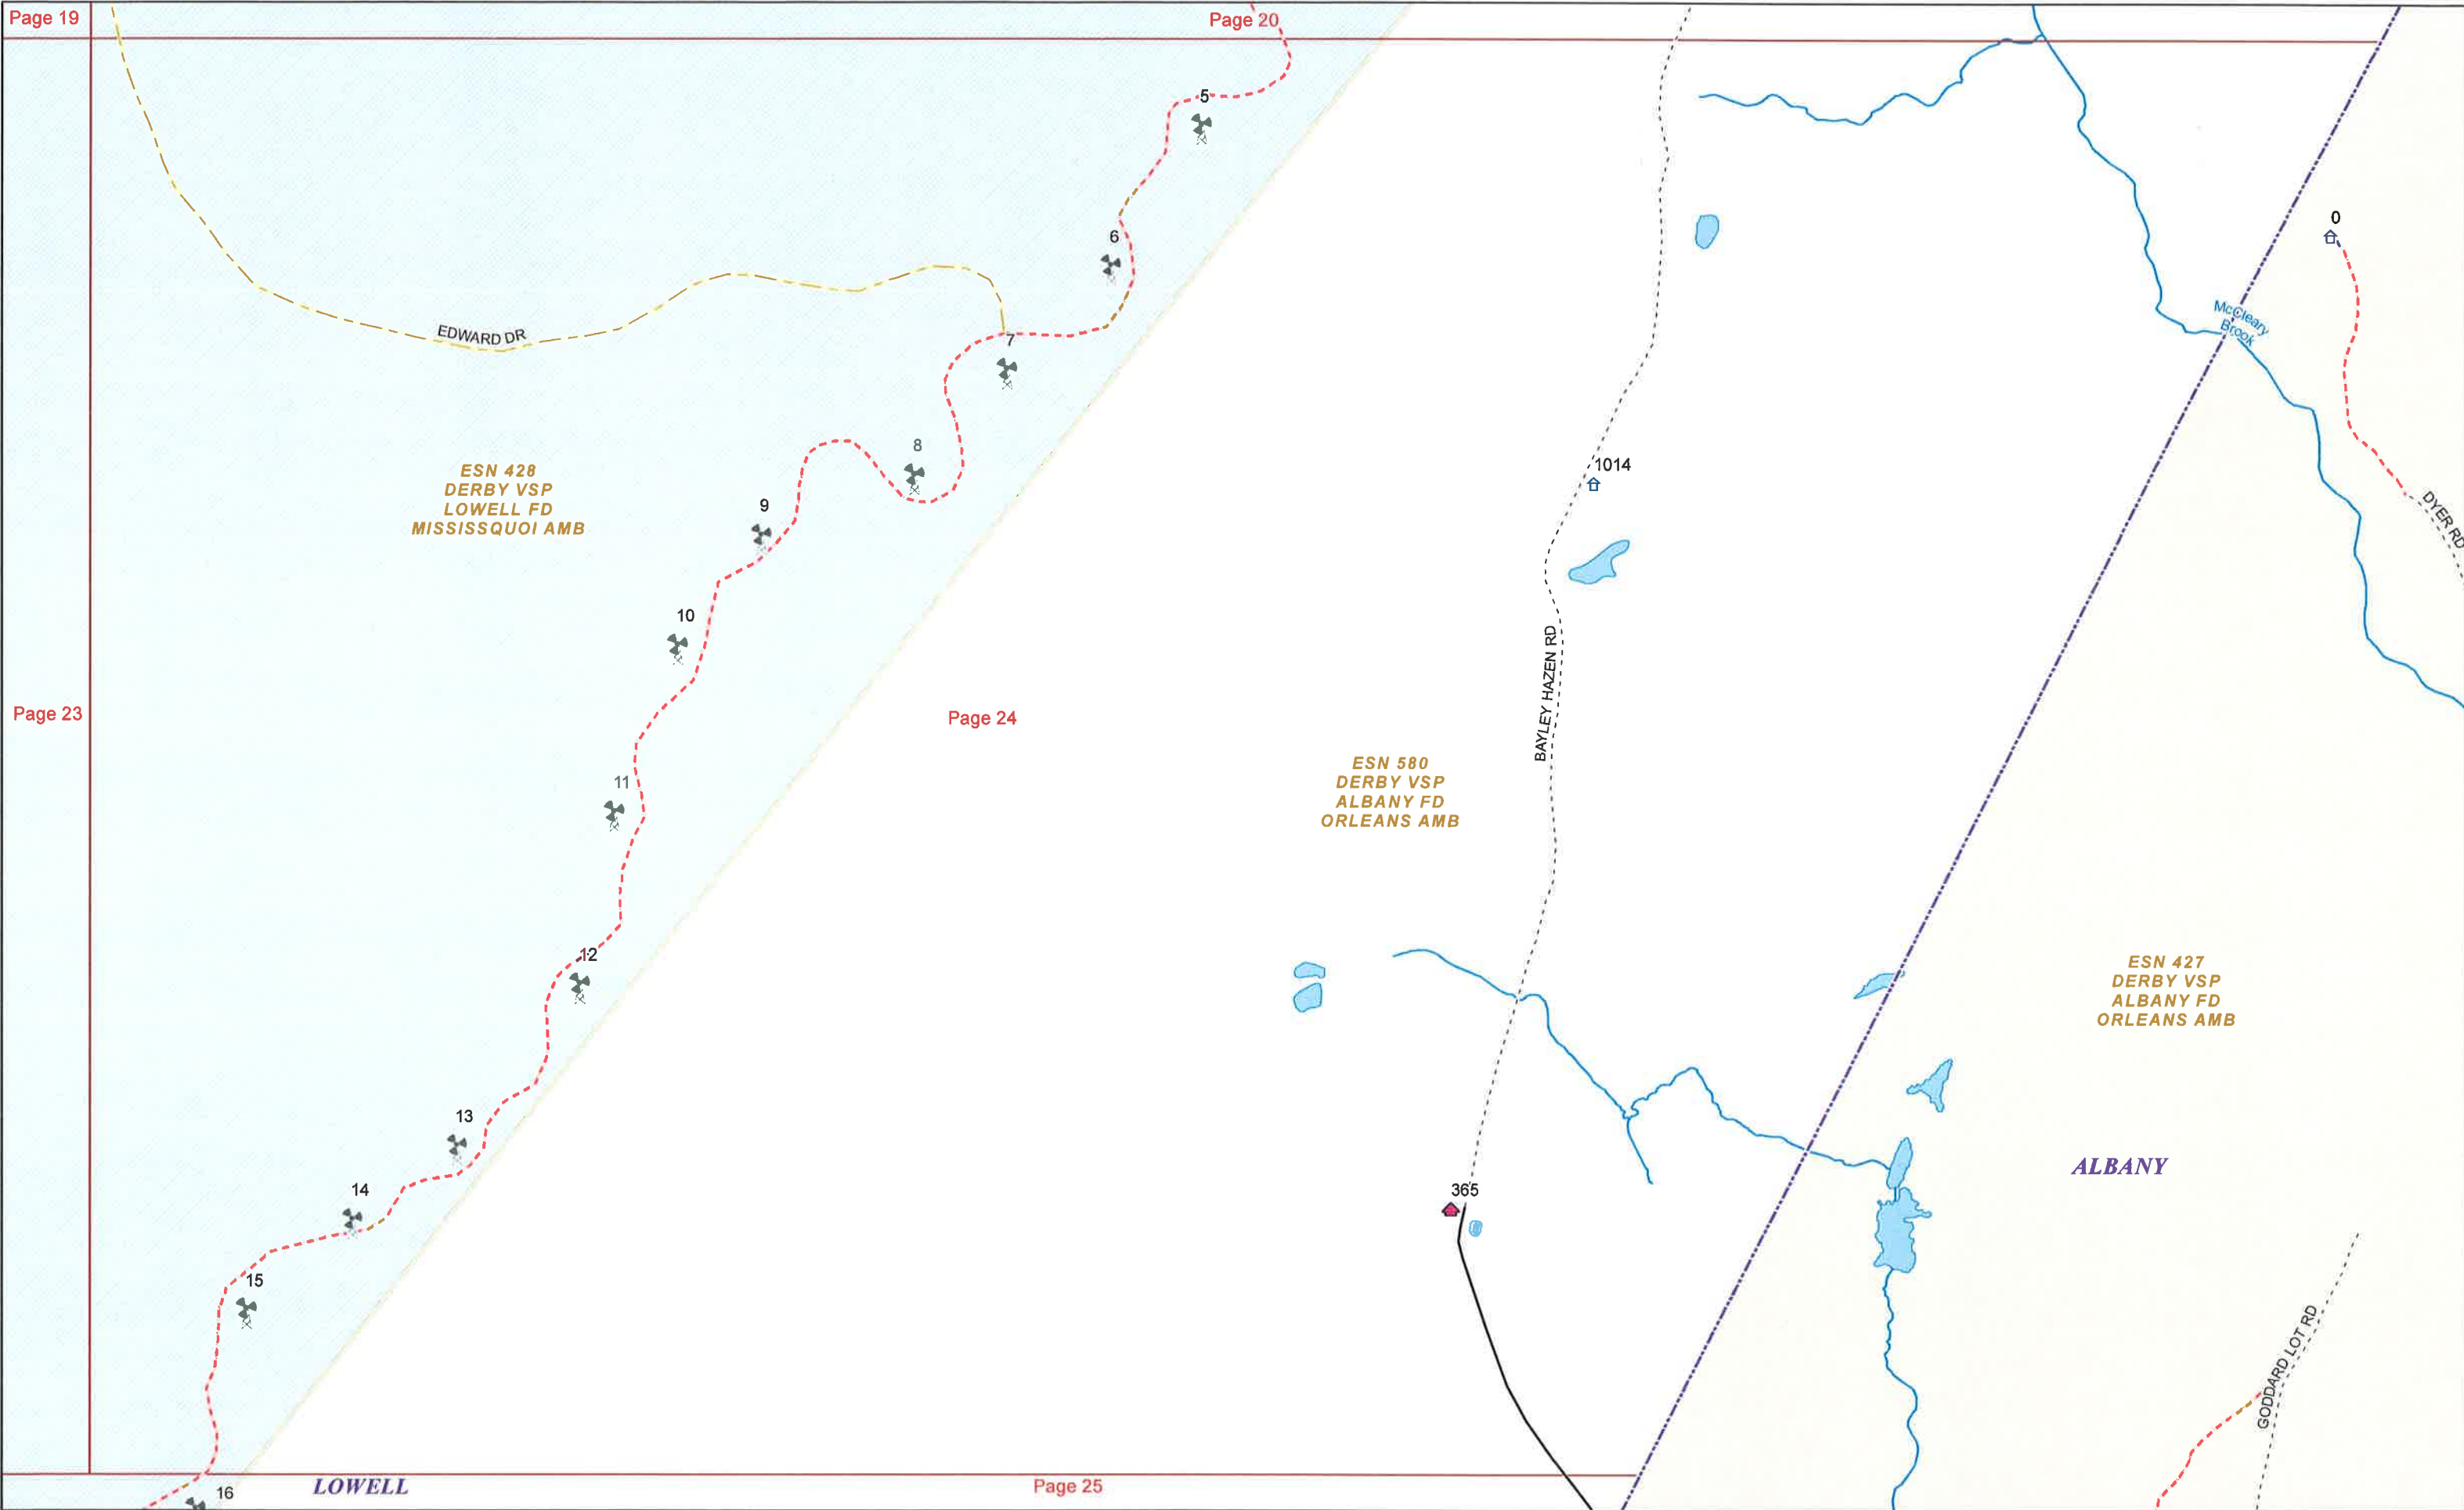 Page 19
Page 20
5
6
0
McCleary
Brook
EDWARD DR
7
8
1014
ESN 428
DERBY VSP
LOWELL FD
MISSISSQUOI AMB
9
DYER RD
10
BAYLEY HAZEN RD
Page 23
Page 24
11
ESN 580
DERBY VSP
ALBANY FD
ORLEANS AMB
12
ESN 427
DERBY VSP
ALBANY FD
ORLEANS AMB
13
ALBANY
14
365
15
GODDARD LOT RD
LOWELL
Page 25
16